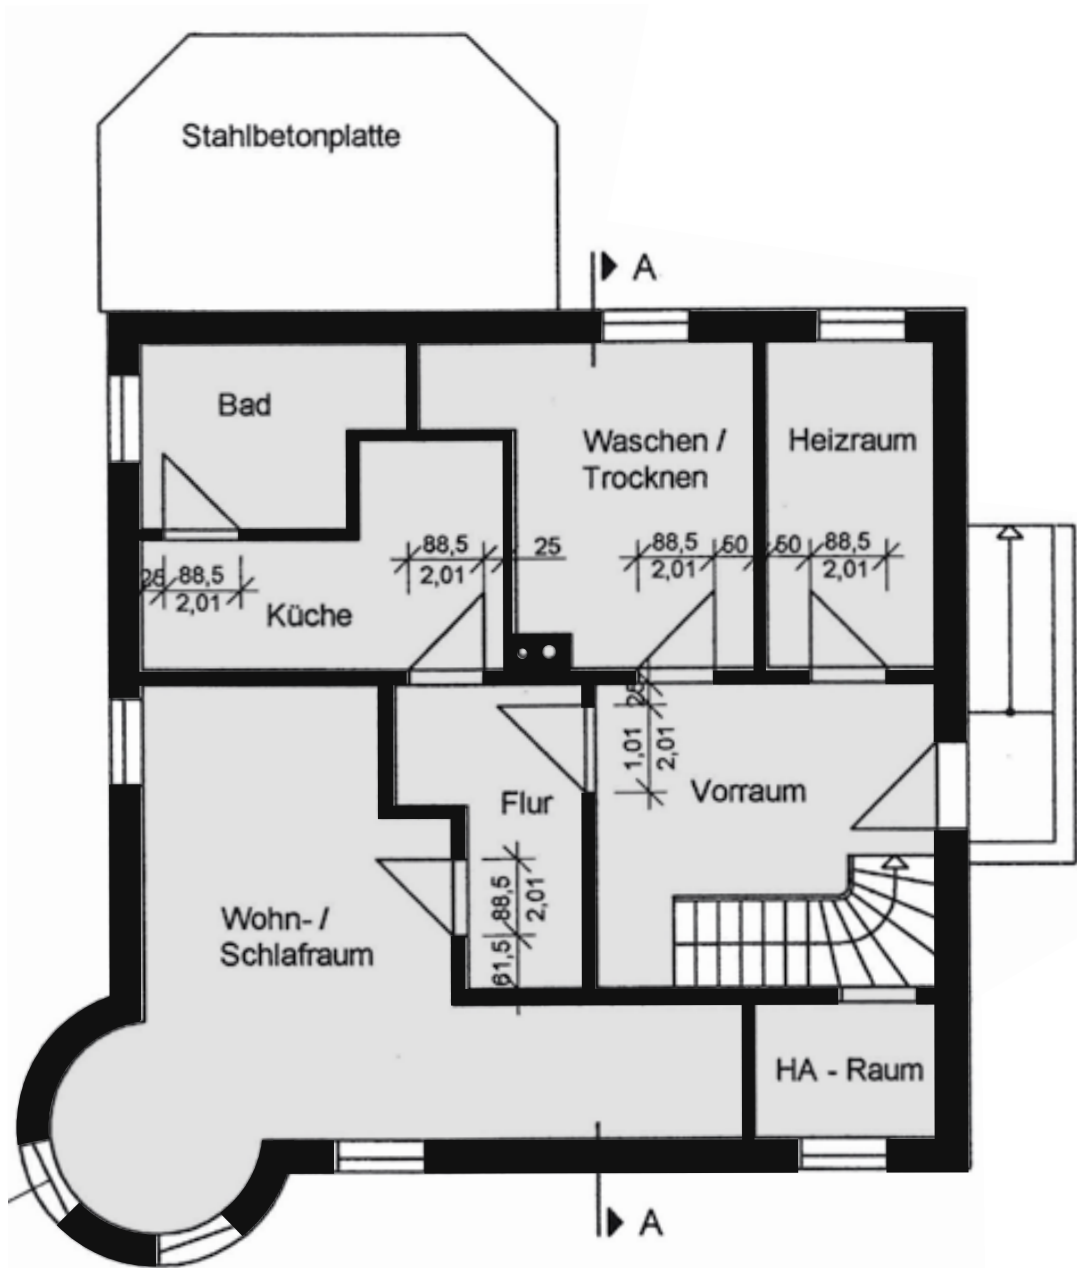 Stahlbetonplatte
A
Bad
Waschen /
Trocknen
Heizraum
88,5
2,01
25
88,5
2,01
50
50
88,5
2,01
25
88,5
2,01
Küche
25
1,01
2,01
Flur
Vorraum
88,5
2,01
61,5
Wohn- /
Schlafraum
HA - Raum
A